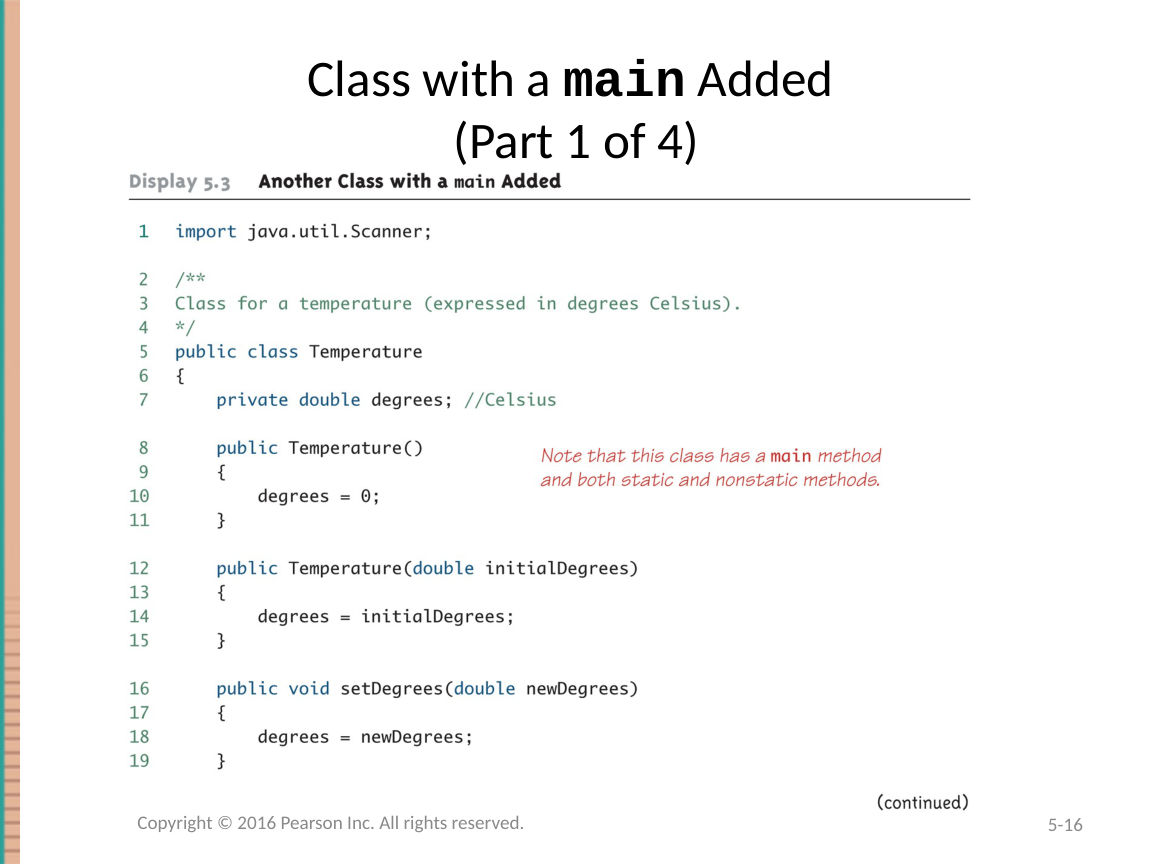 Class with a main Added
(Part 1 of 4)
Display 5.3 Another Class with a main Added
1 import java.util.Scanner;
2 /**
3 Class for a temperature (expressed in degrees Celsius).
4 */
5 public class Temperature
6 {
7 private double degrees; //Celsius
8 public Temperature()
9 {
10 degrees = 0;
11 }
Note that this class has a main method
and both static and nonstatic methods.
12 public Temperature(double initialDegrees)
13 {
14 degrees = initialDegrees;
15 }
16 public void setDegrees(double newDegrees)
17 {
18 degrees = newDegrees;
19 }
(continued)
Copyright © 2016 Pearson Inc. All rights reserved.
5-16